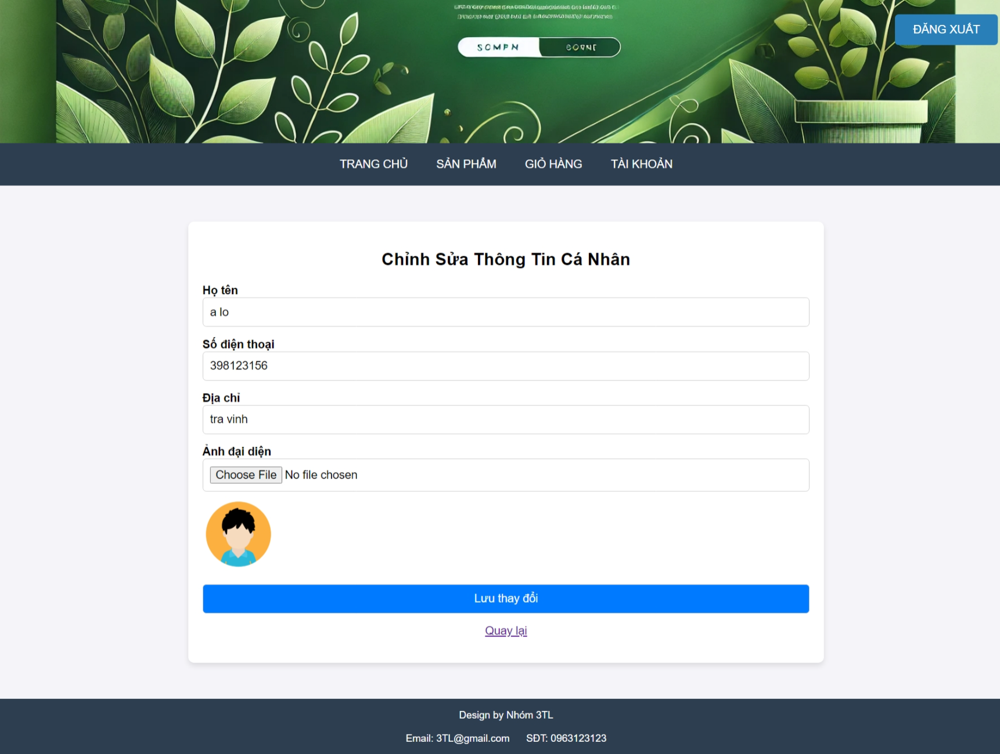 SOMPN
ĐĂNG XUẤT
TRANG CHỦ SẢN PHẨM GIỎ HÀNG TÀI KHOẢN
Chỉnh Sửa Thông Tin Cá Nhân
Họ tên
a lo
Số điện thoại
398123156
Địa chỉ
tra vinh
Ảnh đại diện
Choose File No file chosen
Lưu thay đổi
Quay lại
Design by Nhóm 3TL
Email: 3TL@gmail.com SĐT: 0963123123